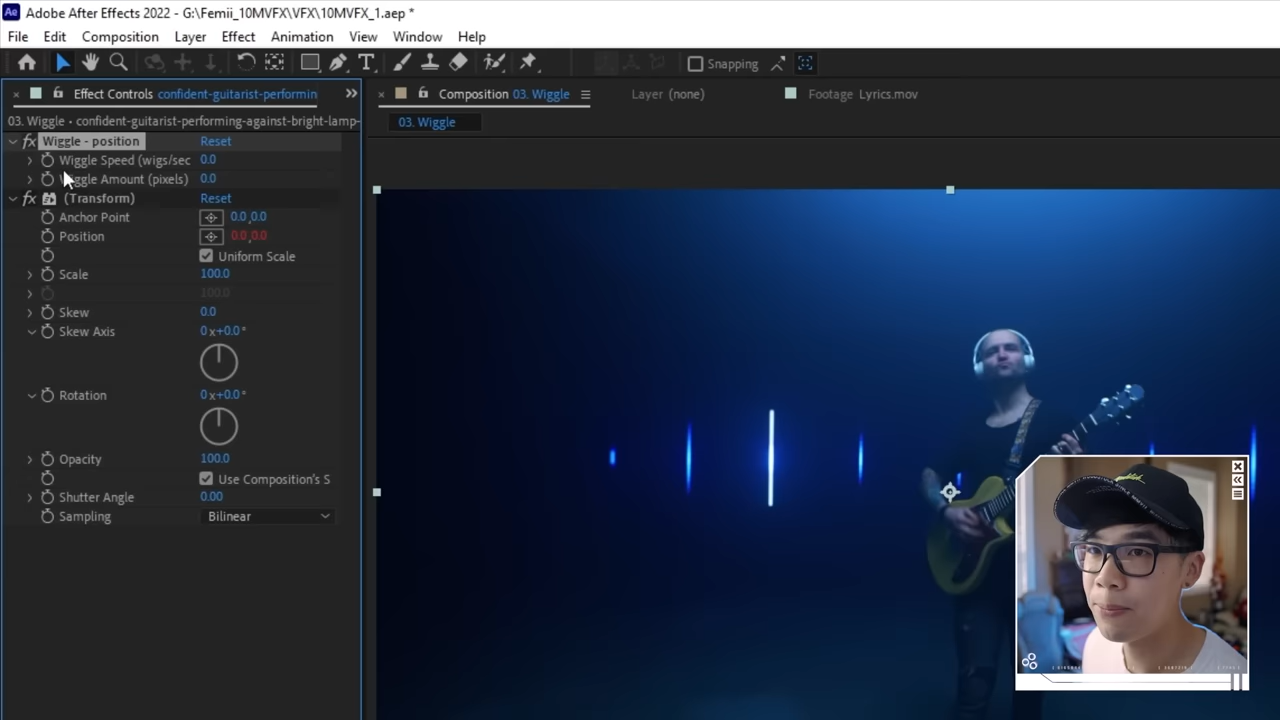 Ae Adobe After Effects 2022 - G:\Femii_10MVFX\VFX\10MVFX_1.aep *
File Edit Composition Layer Effect Animation View Window Help
Snapping
× Effect Controls confident-guitarist-performin »
× Composition 03. Wiggle Layer (none) Footage Lyrics.mov
03. Wiggle • confident-guitarist-performing-against-bright-lamp-
03. Wiggle
fx Wiggle - position Reset
Wiggle Speed (wigs/sec 0.0
Wiggle Amount (pixels) 0.0
fx (Transform) Reset
Anchor Point 0.0,0.0
Position 0.0,0.0
Uniform Scale
Scale 100.0
100.0
Skew 0.0
Skew Axis 0x+0.0°
Rotation 0x+0.0°
Opacity 100.0
Use Composition's S
Shutter Angle 0.00
Sampling Bilinear